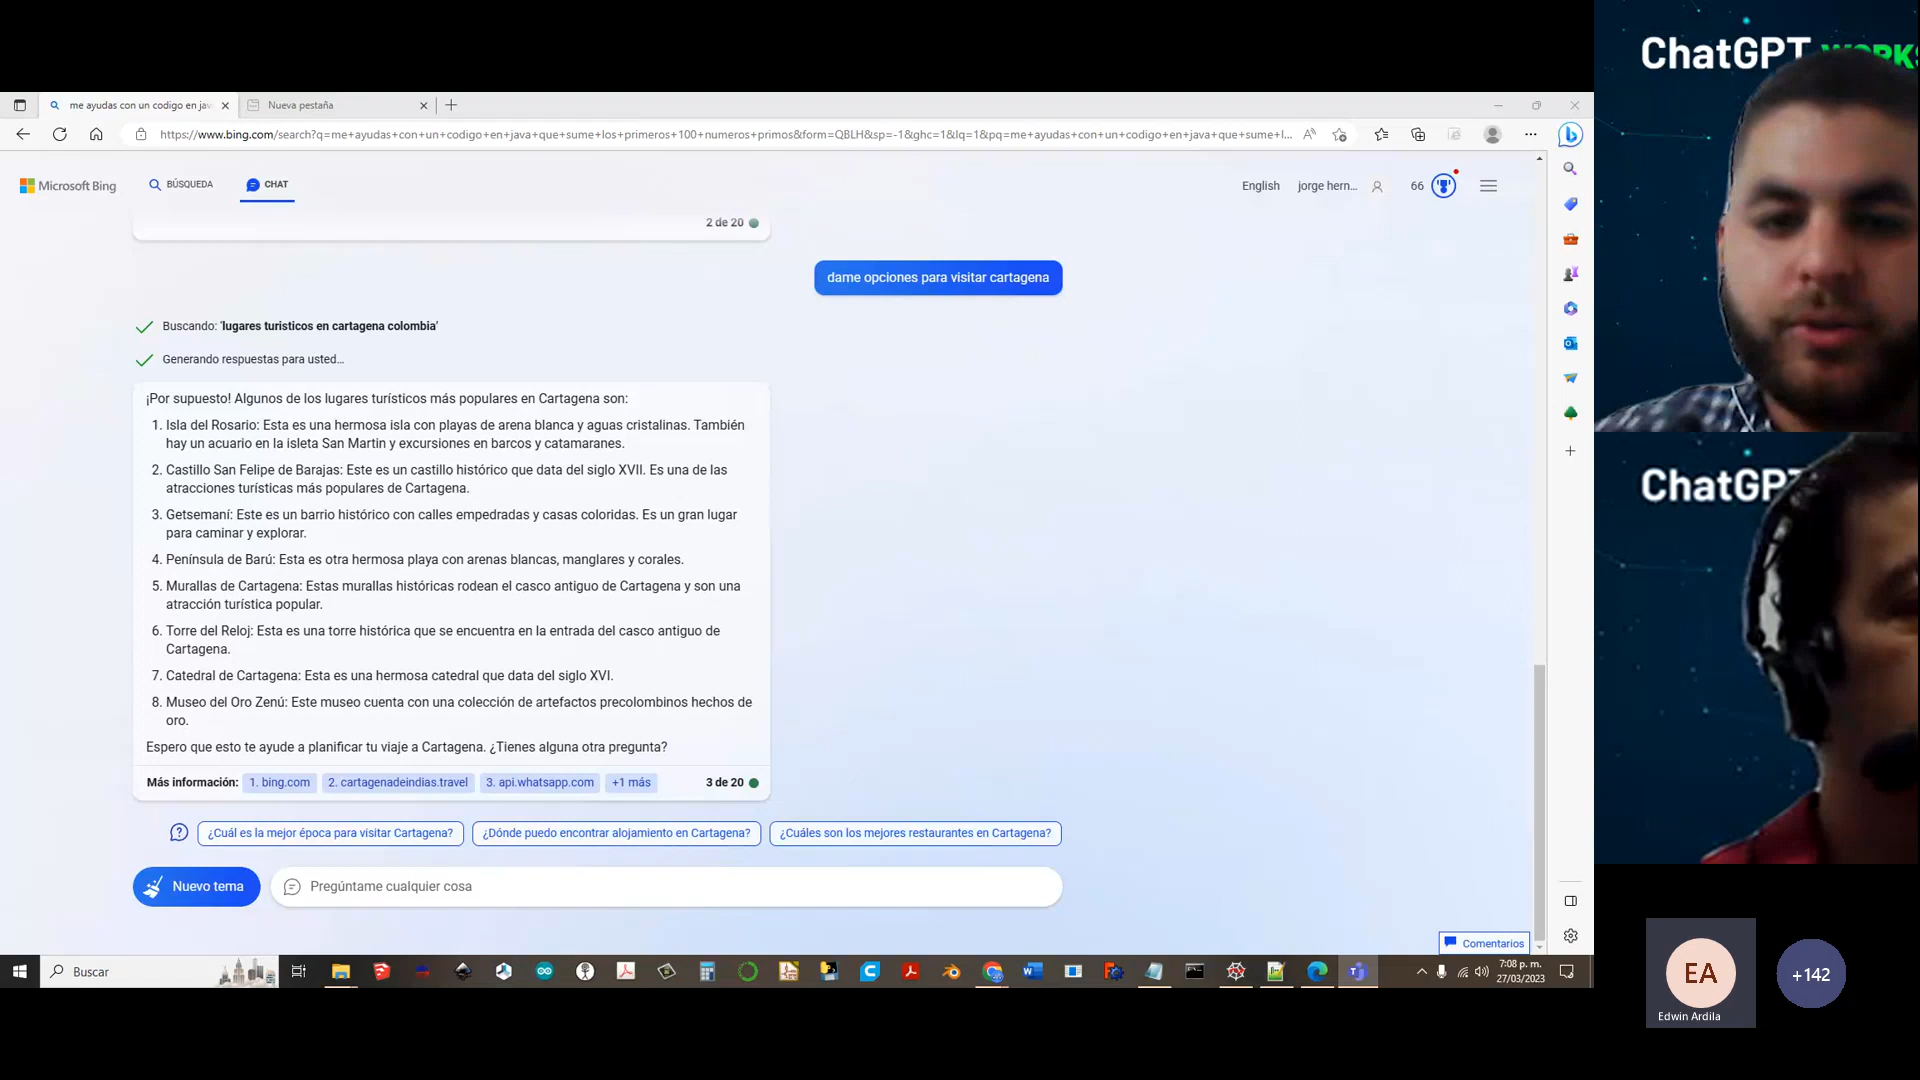 ChatGPT WORKS
me ayudas con un codigo en jav
Nueva pestaña
https://www.bing.com/search?q=me+ayudas+con+un+codigo+en+java+que+sume+los+primeros+100+numeros+primos&form=QBLH&sp=-1&ghc=1&lq=1&pq=me+ayudas+con+un+codigo+en+java+que+sume+l...
Microsoft Bing
BÚSQUEDA
CHAT
English
jorge hern...
66
2 de 20
dame opciones para visitar cartagena
Buscando: 'lugares turisticos en cartagena colombia'
Generando respuestas para usted...
¡Por supuesto! Algunos de los lugares turísticos más populares en Cartagena son:
1. Isla del Rosario: Esta es una hermosa isla con playas de arena blanca y aguas cristalinas. También
hay un acuario en la isleta San Martin y excursiones en barcos y catamaranes.
2. Castillo San Felipe de Barajas: Este es un castillo histórico que data del siglo XVII. Es una de las
atracciones turísticas más populares de Cartagena.
3. Getsemaní: Este es un barrio histórico con calles empedradas y casas coloridas. Es un gran lugar
para caminar y explorar.
4. Península de Barú: Esta es otra hermosa playa con arenas blancas, manglares y corales.
5. Murallas de Cartagena: Estas murallas históricas rodean el casco antiguo de Cartagena y son una
atracción turística popular.
6. Torre del Reloj: Esta es una torre histórica que se encuentra en la entrada del casco antiguo de
Cartagena.
7. Catedral de Cartagena: Esta es una hermosa catedral que data del siglo XVI.
8. Museo del Oro Zenú: Este museo cuenta con una colección de artefactos precolombinos hechos de
oro.
Espero que esto te ayude a planificar tu viaje a Cartagena. ¿Tienes alguna otra pregunta?
Más información: 1. bing.com 2. cartagenadeindias.travel 3. api.whatsapp.com +1 más 3 de 20
¿Cuál es la mejor época para visitar Cartagena? ¿Dónde puedo encontrar alojamiento en Cartagena? ¿Cuáles son los mejores restaurantes en Cartagena?
Nuevo tema
Pregúntame cualquier cosa
Comentarios
Buscar
7:08 p. m.
27/03/2023
ChatGPT
EA
Edwin Ardila
+142